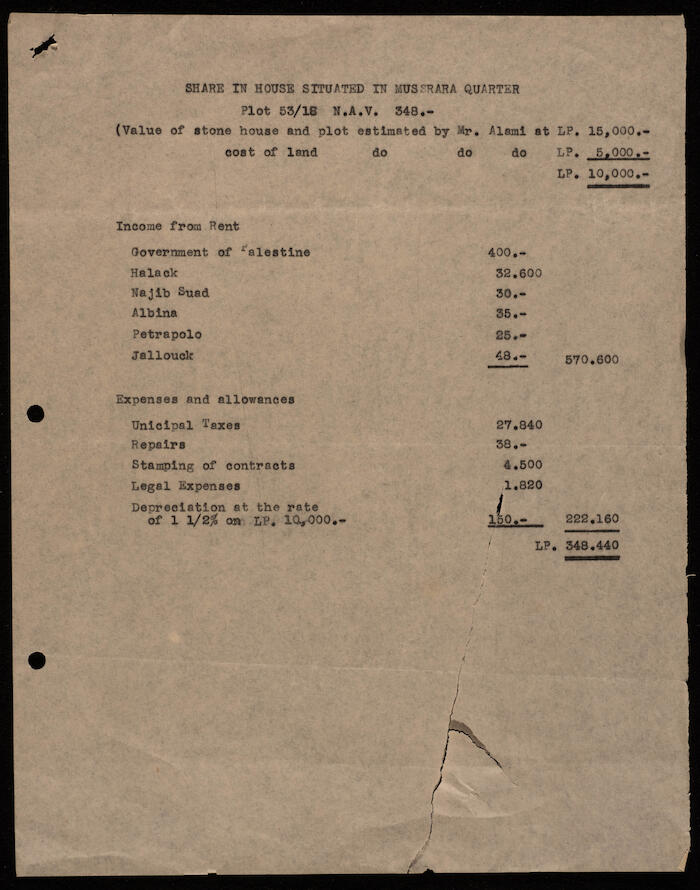 SHARE IN HOUSE SITUATED IN MUSSRARA QUARTER
Plot 53/18 N.A.V. 348.-
(Value of stone house and plot estimated by Mr. Alami at LP. 15,000.-
cost of land do do do LP. 5,000.-
LP. 10,000.-
Income from Rent
Government of Palestine 400.-
Halack 32.600
Najib Suad 30.-
Albina 35.-
Petrapolo 25.-
Jallouck 48.- 570.600
Expenses and allowances
Unicipal Taxes 27.840
Repairs 38.-
Stamping of contracts 4.500
Legal Expenses 1.820
Depreciation at the rate
of 1 1/2% on LP. 10,000.- 150.- 222.160
LP. 348.440